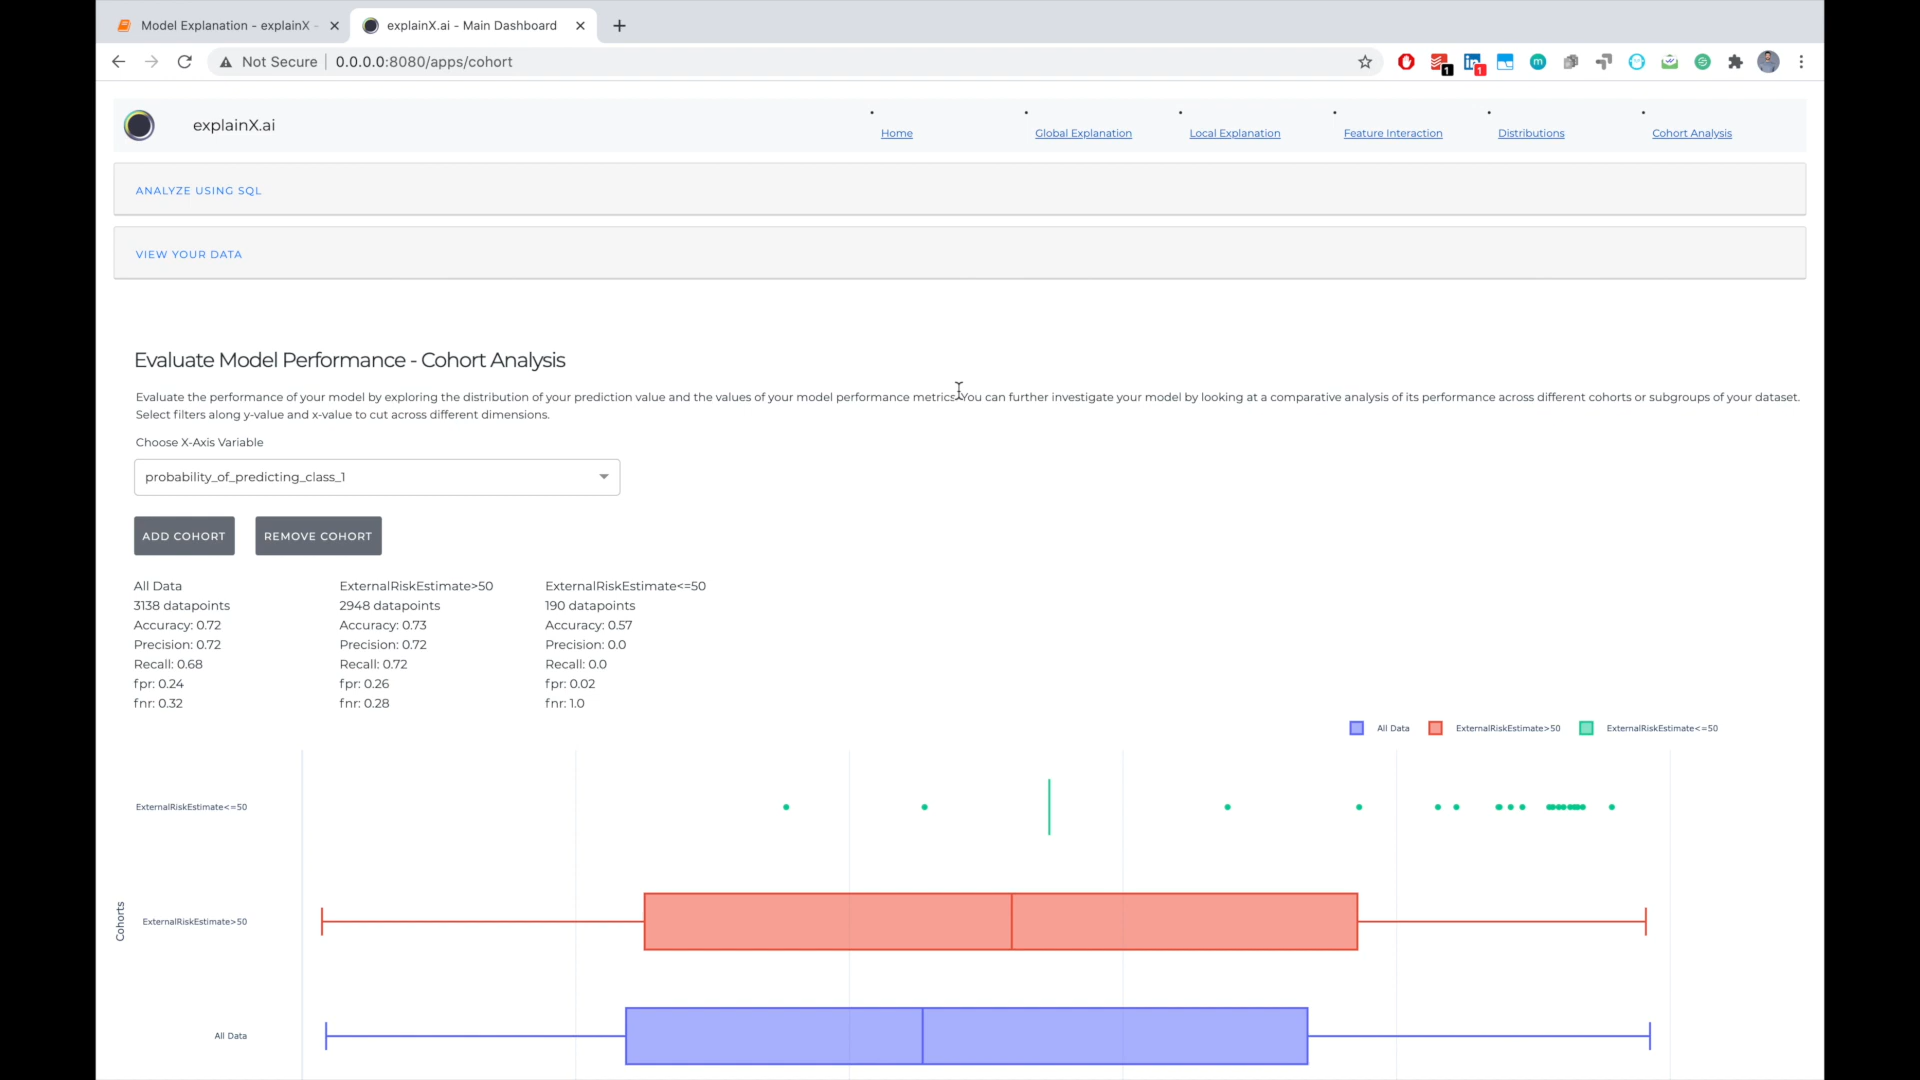 Model Explanation - explainX -
explainX.ai - Main Dashboard
Not Secure
0.0.0.0:8080/apps/cohort
1
1
m
explainX.ai
Home
Global Explanation
Local Explanation
Feature Interaction
Distributions
Cohort Analysis
ANALYZE USING SQL
VIEW YOUR DATA
Evaluate Model Performance - Cohort Analysis
Evaluate the performance of your model by exploring the distribution of your prediction value and the values of your model performance metrics. You can further investigate your model by looking at a comparative analysis of its performance across different cohorts or subgroups of your dataset.
Select filters along y-value and x-value to cut across different dimensions.
Choose X-Axis Variable
probability_of_predicting_class_1
ADD COHORT
REMOVE COHORT
All Data
3138 datapoints
Accuracy: 0.72
Precision: 0.72
Recall: 0.68
fpr: 0.24
fnr: 0.32
ExternalRiskEstimate>50
2948 datapoints
Accuracy: 0.73
Precision: 0.72
Recall: 0.72
fpr: 0.26
fnr: 0.28
ExternalRiskEstimate<=50
190 datapoints
Accuracy: 0.57
Precision: 0.0
Recall: 0.0
fpr: 0.02
fnr: 1.0
All Data
ExternalRiskEstimate>50
ExternalRiskEstimate<=50
ExternalRiskEstimate<=50
ExternalRiskEstimate>50
All Data
Cohorts